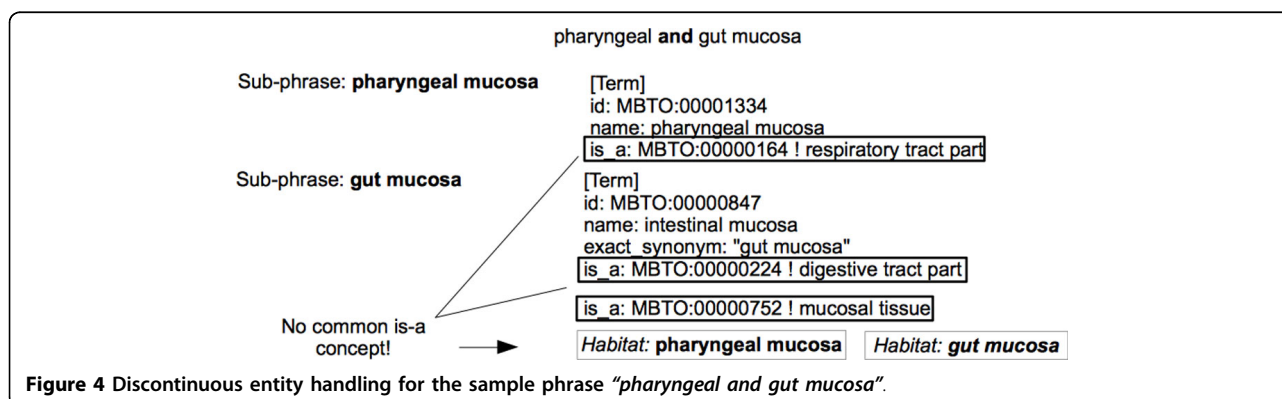 pharyngeal and gut mucosa
Sub-phrase: pharyngeal mucosa
[Term]
id: MBTO:00001334
name: pharyngeal mucosa
is_a: MBTO:00000164 ! respiratory tract part
Sub-phrase: gut mucosa
[Term]
id: MBTO:00000847
name: intestinal mucosa
exact_synonym: "gut mucosa"
is_a: MBTO:00000224 ! digestive tract part
is_a: MBTO:00000752 ! mucosal tissue
No common is-a
concept!
Habitat: pharyngeal mucosa
Habitat: gut mucosa
Figure 4 Discontinuous entity handling for the sample phrase “pharyngeal and gut mucosa”.